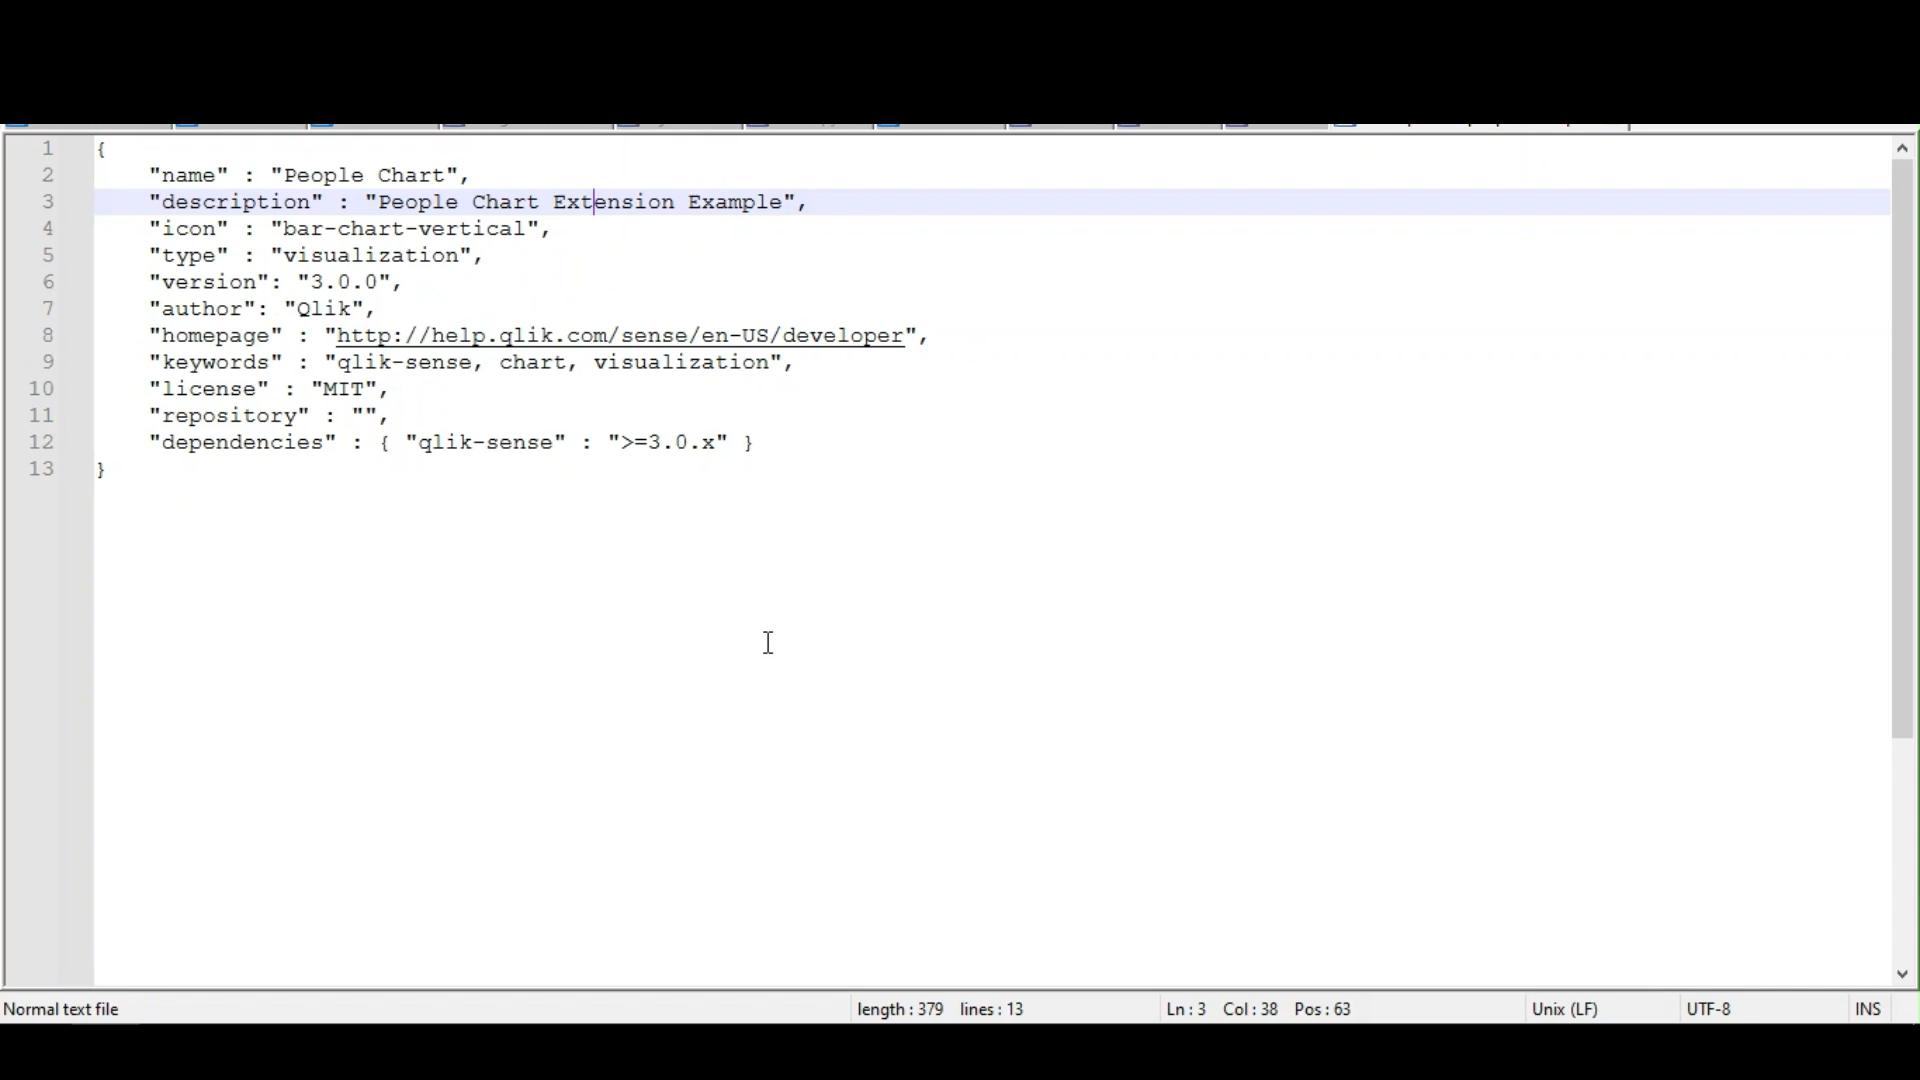 1 {
2 "name" : "People Chart",
3 "description" : "People Chart Extension Example",
4 "icon" : "bar-chart-vertical",
5 "type" : "visualization",
6 "version": "3.0.0",
7 "author": "Qlik",
8 "homepage" : "http://help.qlik.com/sense/en-US/developer",
9 "keywords" : "qlik-sense, chart, visualization",
10 "license" : "MIT",
11 "repository" : "",
12 "dependencies" : { "qlik-sense" : ">=3.0.x" }
13 }
Normal text file length : 379 lines : 13 Ln : 3 Col : 38 Pos : 63 Unix (LF) UTF-8 INS